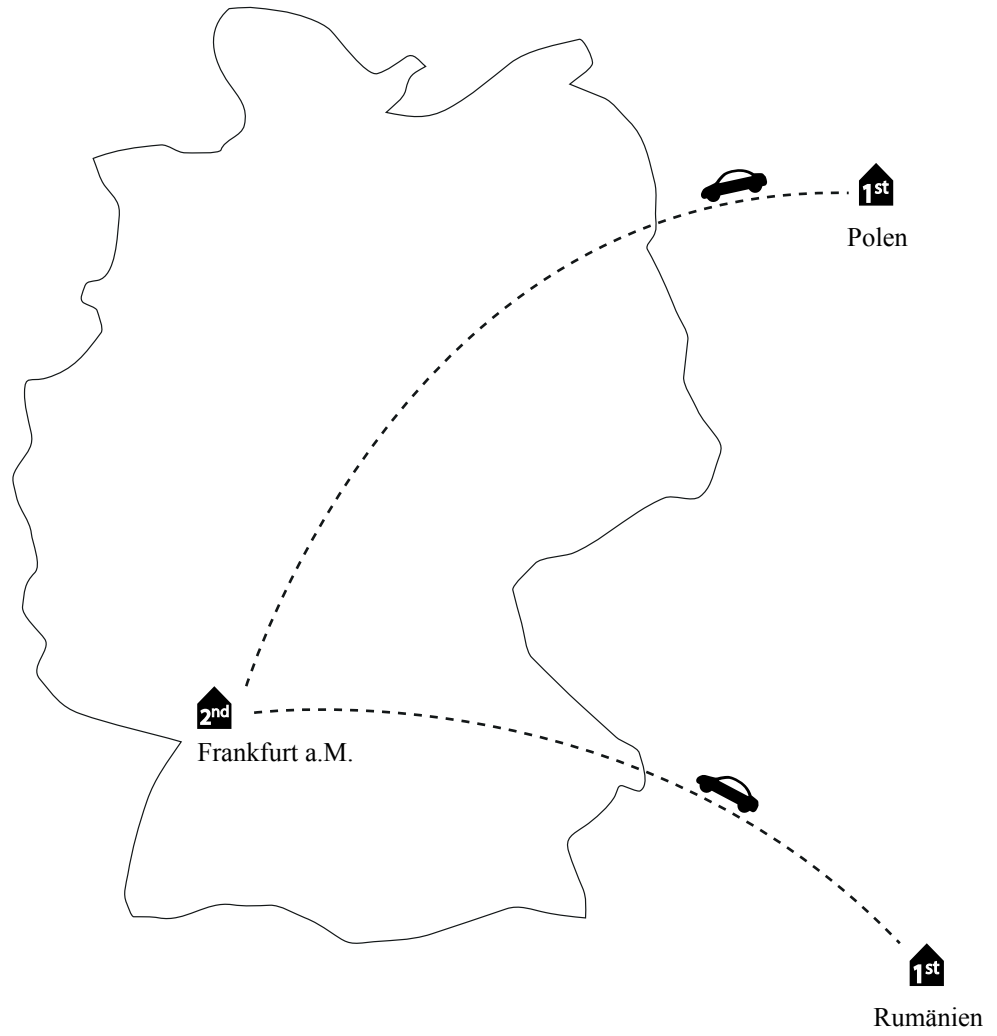 1st
Polen
2nd
Frankfurt a.M.
1st
Rumänien